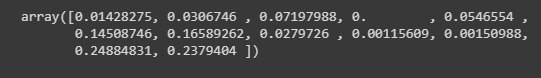 array([0.01428275, 0.0306746 , 0.07197988, 0.        , 0.0546554 ,
       0.14508746, 0.16589262, 0.0279726 , 0.00115609, 0.00150988,
       0.24884831, 0.2379404 ])